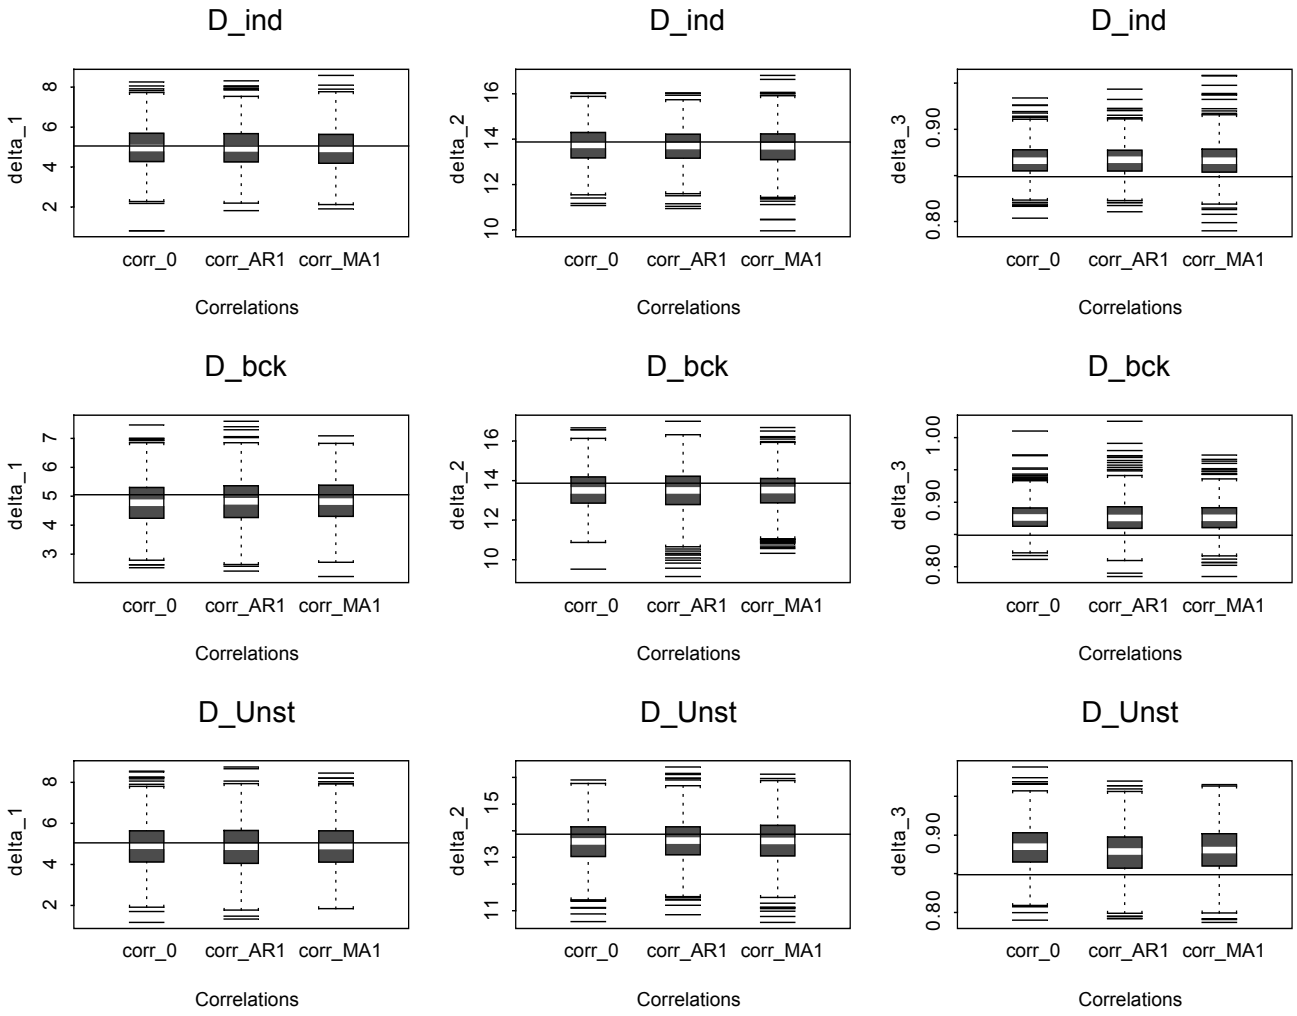 D_ind D_ind D_ind
delta_1 8 6 4 2 delta_2 16 14 12 10 delta_3 0.90 0.80
corr_0 corr_AR1 corr_MA1 corr_0 corr_AR1 corr_MA1 corr_0 corr_AR1 corr_MA1
Correlations Correlations Correlations
D_bck D_bck D_bck
delta_1 7 6 5 4 3 delta_2 16 14 12 10 delta_3 1.00 0.90 0.80
corr_0 corr_AR1 corr_MA1 corr_0 corr_AR1 corr_MA1 corr_0 corr_AR1 corr_MA1
Correlations Correlations Correlations
D_Unst D_Unst D_Unst
delta_1 8 6 4 2 delta_2 15 13 11 delta_3 0.90 0.80
corr_0 corr_AR1 corr_MA1 corr_0 corr_AR1 corr_MA1 corr_0 corr_AR1 corr_MA1
Correlations Correlations Correlations